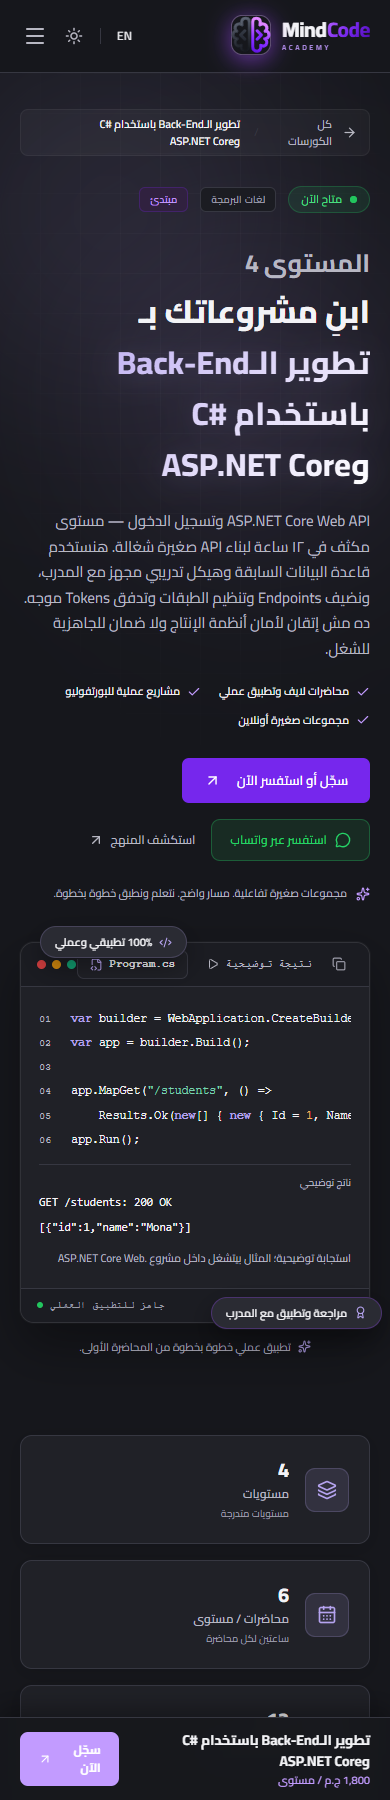 MindCode
ACADEMY
EN
كل
الكورسات
/
تطوير الـBack-End باستخدام C#
وASP.NET Core
متاح الآن
لغات البرمجة
مبتدئ
المستوى 4
ابنِ مشروعاتك بـ
تطوير الـBack-End
باستخدام C#
وASP.NET Core
ASP.NET Core Web API وتسجيل الدخول — مستوى
مكثف في ١٢ ساعة لبناء API صغيرة شغالة. هنستخدم
قاعدة البيانات السابقة وهيكل تدريبي مجهز مع المدرب،
ونضيف Endpoints وتنظيم الطبقات وتدفق Tokens موجه.
ده مش إتقان لأمان أنظمة الإنتاج ولا ضمان للجاهزية
للشغل.
محاضرات لايف وتطبيق عملي
مشاريع عملية للبورتفوليو
مجموعات صغيرة أونلاين
سجّل أو استفسر الآن
استفسر عبر واتساب
استكشف المنهج
مجموعات صغيرة تفاعلية. مسار واضح. نتعلم ونطبق خطوة بخطوة.
100% تطبيقي وعملي
Program.cs
نتيجة توضيحية
01 var builder = WebApplication.CreateBuilde
02 var app = builder.Build();
03
04 app.MapGet("/students", () =>
05 Results.Ok(new[] { new { Id = 1, Name
06 app.Run();
ناتج توضيحي
GET /students: 200 OK
[{"id":1,"name":"Mona"}]
استجابة توضيحية؛ المثال بيتشغل داخل مشروع ASP.NET Core Web.
جاهز للتطبيق العملي
مراجعة وتطبيق مع المدرب
تطبيق عملي خطوة بخطوة من المحاضرة الأولى.
4
مستويات
مستويات متدرجة
6
محاضرات / مستوى
ساعتين لكل محاضرة
تطوير الـBack-End باستخدام C#
وASP.NET Core
1,800 ج.م / مستوى
سجّل
الآن